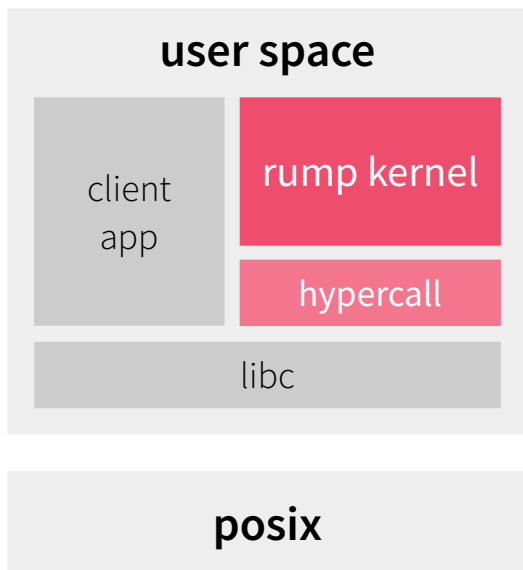 user space
client
app
rump kernel
hypercall
libc
posix